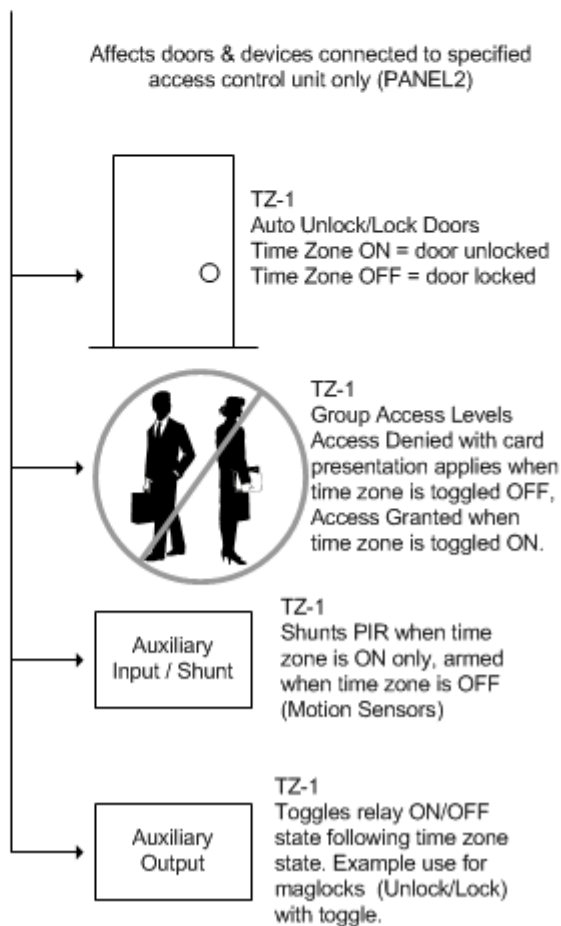 Affects doors & devices connected to specified
access control unit only (PANEL2)
TZ-1
Auto Unlock/Lock Doors
Time Zone ON = door unlocked
Time Zone OFF = door locked
TZ-1
Group Access Levels
Access Denied with card
presentation applies when
time zone is toggled OFF,
Access Granted when
time zone is toggled ON.
Auxiliary
Input / Shunt
TZ-1
Shunts PIR when time
zone is ON only, armed
when time zone is OFF
(Motion Sensors)
Auxiliary
Output
TZ-1
Toggles relay ON/OFF
state following time zone
state. Example use for
maglocks (Unlock/Lock)
with toggle.